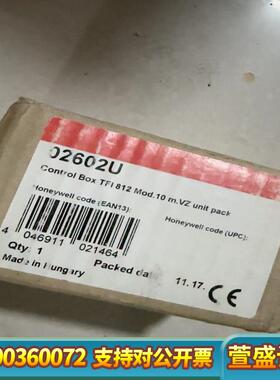 02602U
Control Box TFI 812 Mod.10 m.VZ unit pack
Honeywell code (EAN13):
Honeywell code (UPC):
4 046911 021464
Qty. 1
Packed da
11.17.
Made in Hungary
CE
00360072 支持对公开票 萱盛